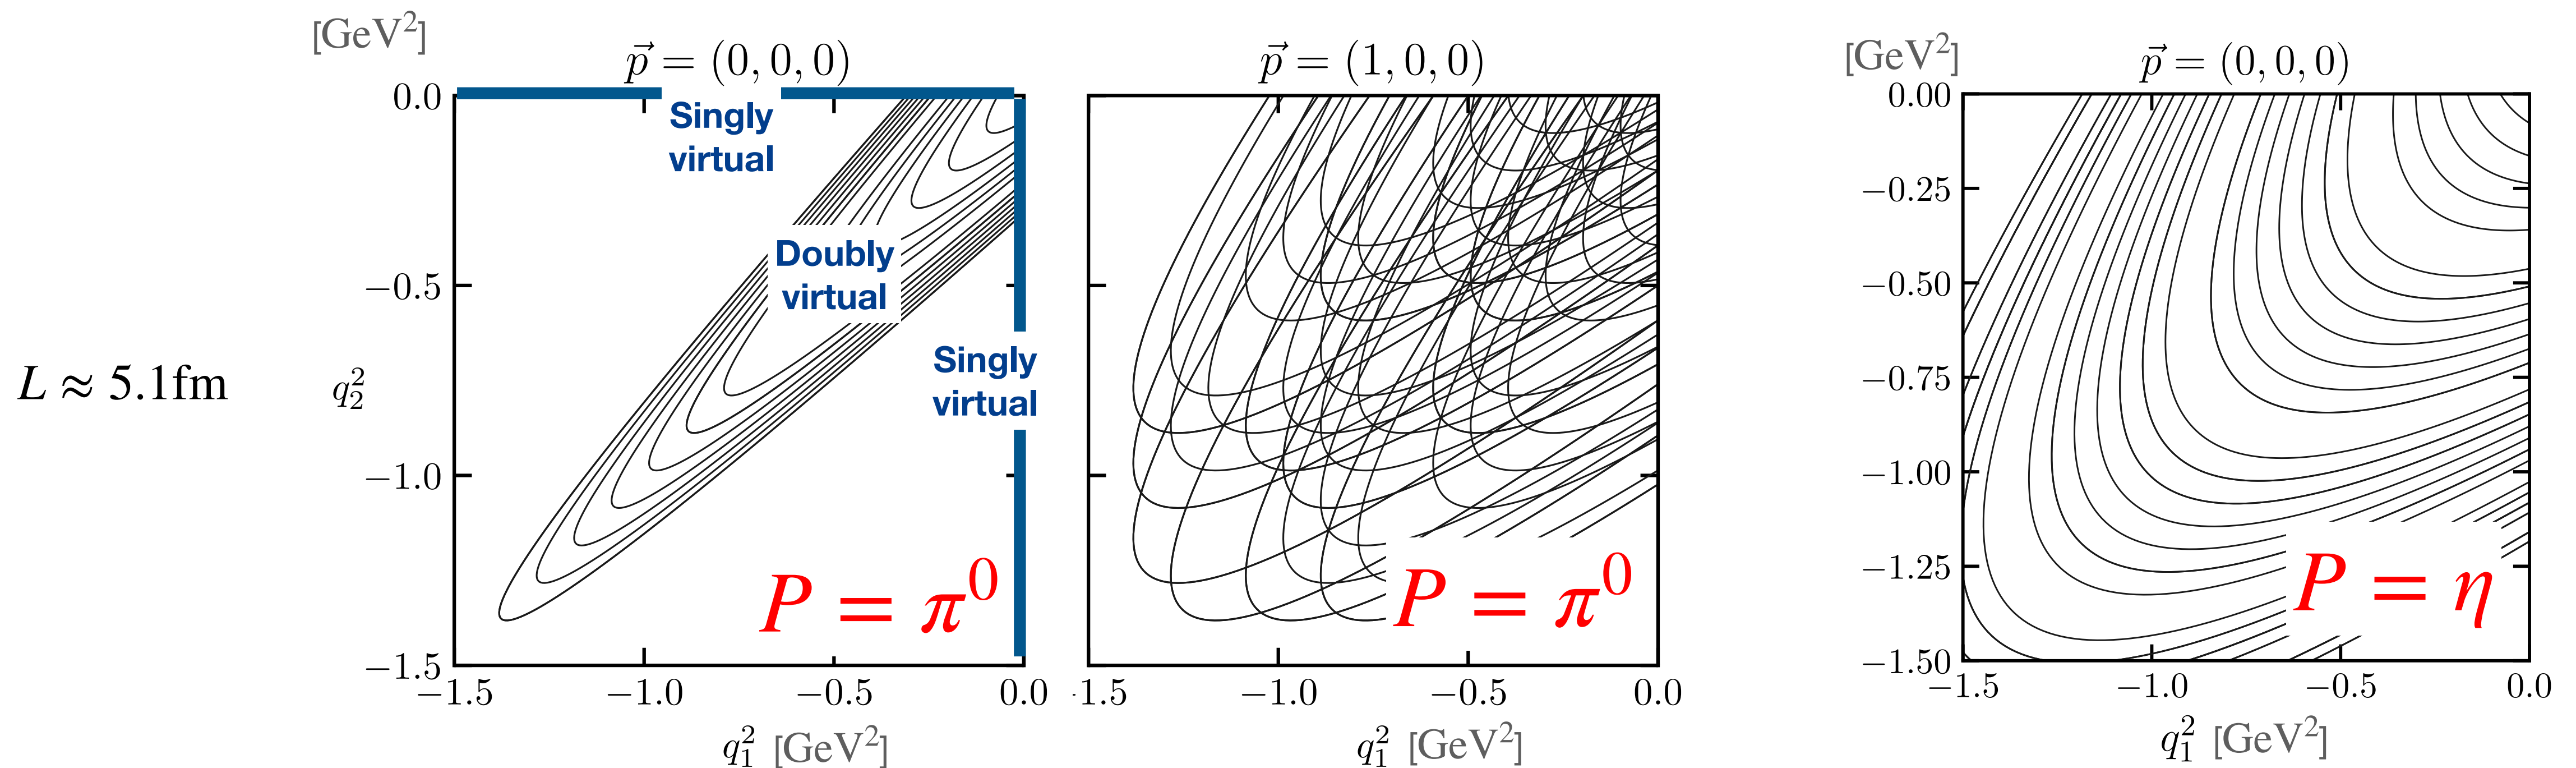 L ≈ 5.1fm
[GeV²]
p⃗ = (0, 0, 0)
0.0
−0.5
−1.0
−1.5
q₂²
Singly
virtual
Doubly
virtual
Singly
virtual
P = π⁰
−1.5 −1.0 −0.5 0.0
q₁² [GeV²]
p⃗ = (1, 0, 0)
P = π⁰
1.5 −1.0 −0.5 0.0
q₁² [GeV²]
[GeV²]
p⃗ = (0, 0, 0)
0.00
−0.25
−0.50
−0.75
−1.00
−1.25
−1.50
P = η
−1.5 −1.0 −0.5 0.0
q₁² [GeV²]